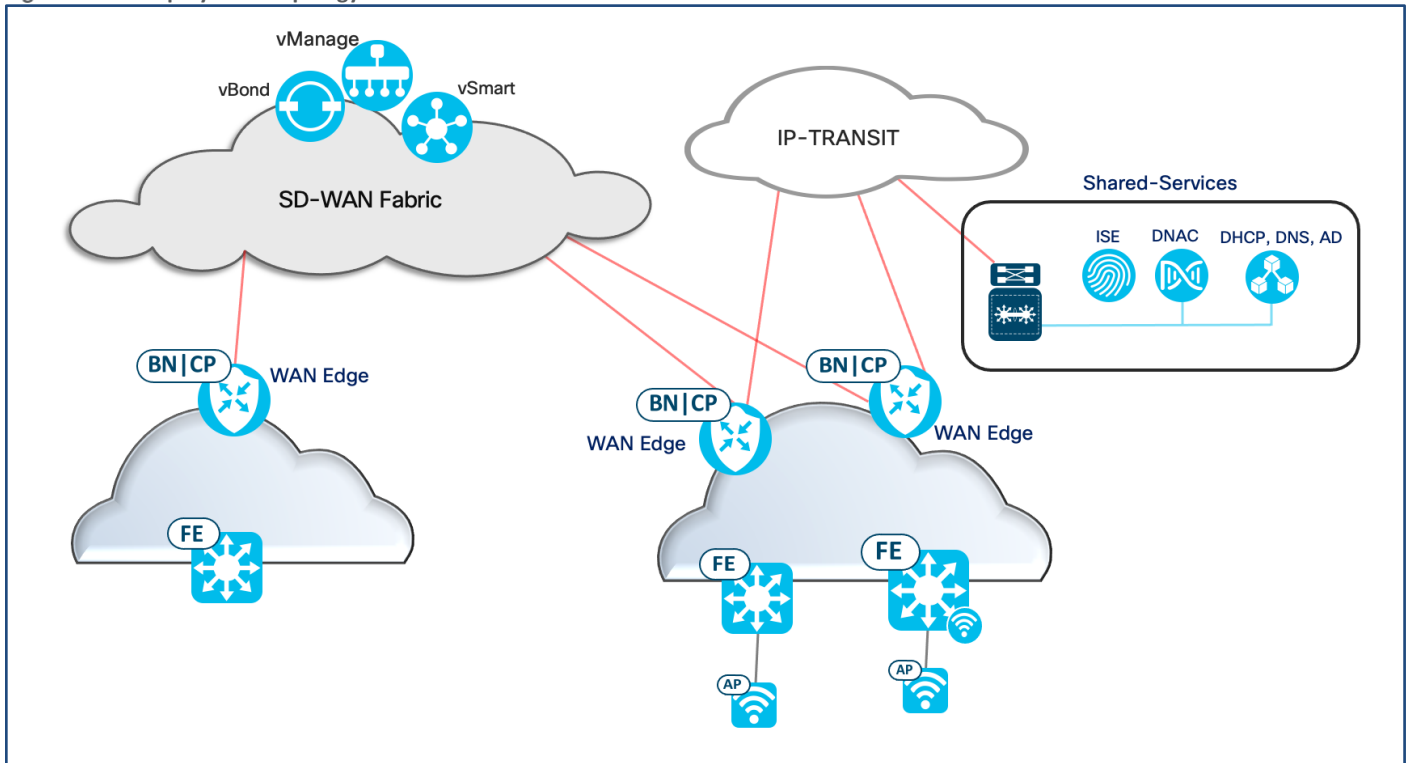 vManage
vBond
vSmart
SD-WAN Fabric
IP-TRANSIT
Shared-Services
ISE
DNAC
DHCP, DNS, AD
BN|CP
WAN Edge
BN|CP
WAN Edge
BN|CP
WAN Edge
FE
FE
FE
AP
AP